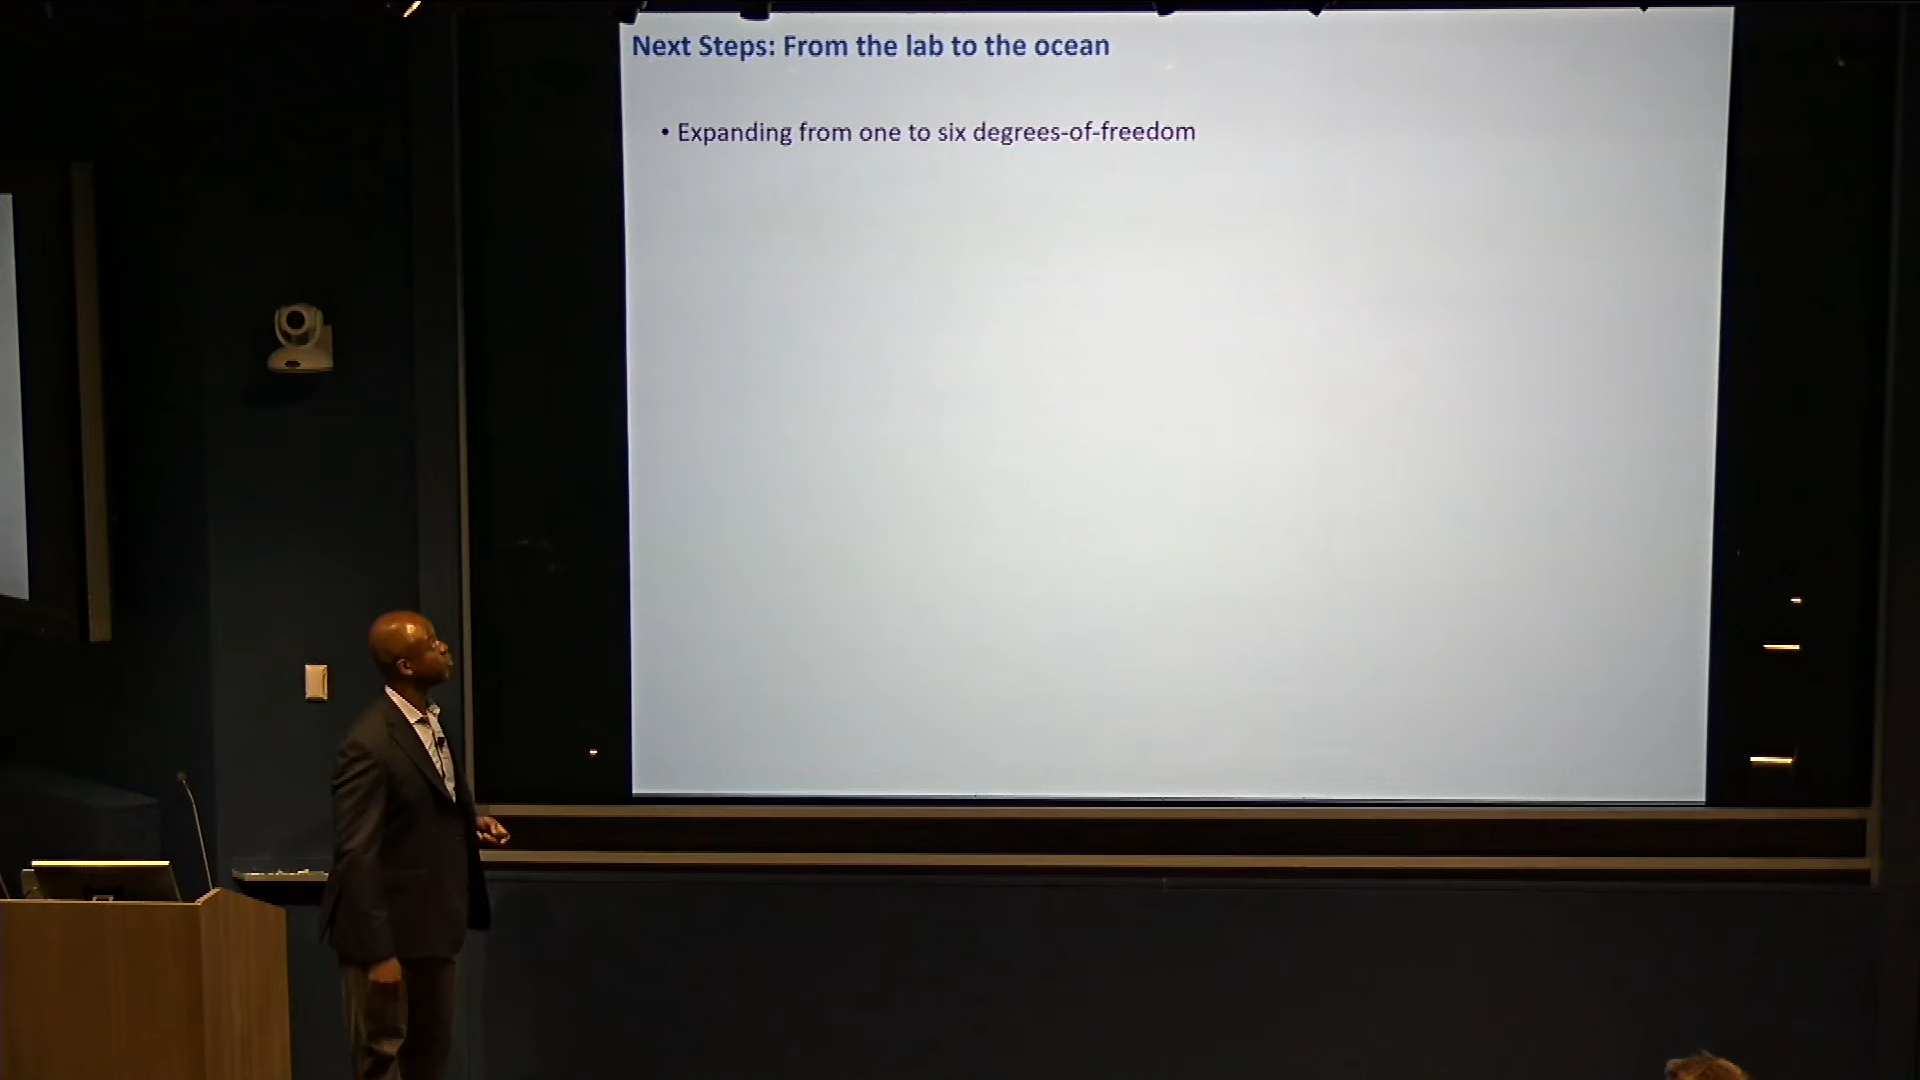 Next Steps: From the lab to the ocean
• Expanding from one to six degrees-of-freedom